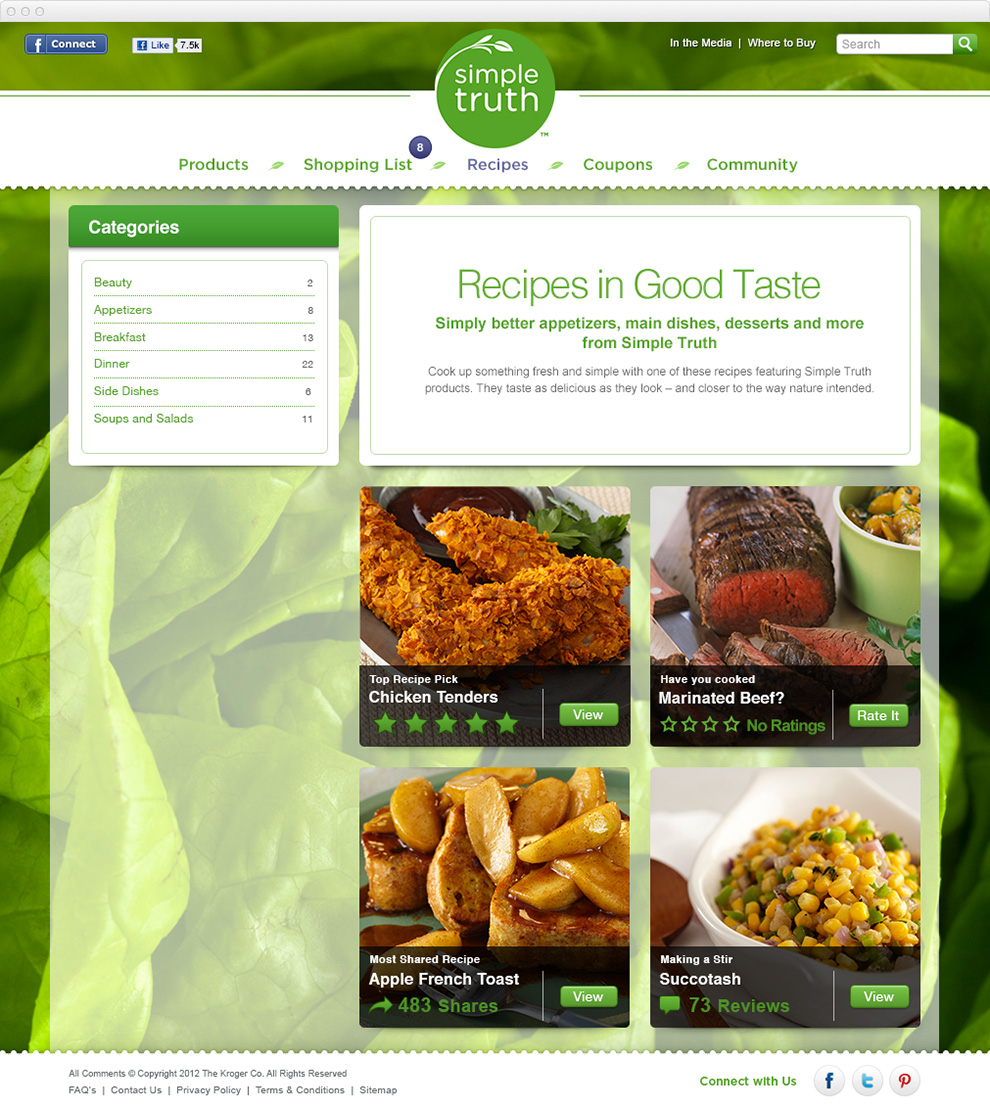 f Connect
Like 7.5k
In the Media | Where to Buy
Search
simple
truth™
Products
Shopping List
8
Recipes
Coupons
Community
Categories
Beauty 2
Appetizers 8
Breakfast 13
Dinner 22
Side Dishes 6
Soups and Salads 11
Recipes in Good Taste
Simply better appetizers, main dishes, desserts and more
from Simple Truth
Cook up something fresh and simple with one of these recipes featuring Simple Truth
products. They taste as delicious as they look – and closer to the way nature intended.
Top Recipe Pick
Chicken Tenders
View
Have you cooked
Marinated Beef?
No Ratings
Rate It
Most Shared Recipe
Apple French Toast
483 Shares
View
Making a Stir
Succotash
73 Reviews
View
All Comments © Copyright 2012 The Kroger Co. All Rights Reserved
FAQ's | Contact Us | Privacy Policy | Terms & Conditions | Sitemap
Connect with Us